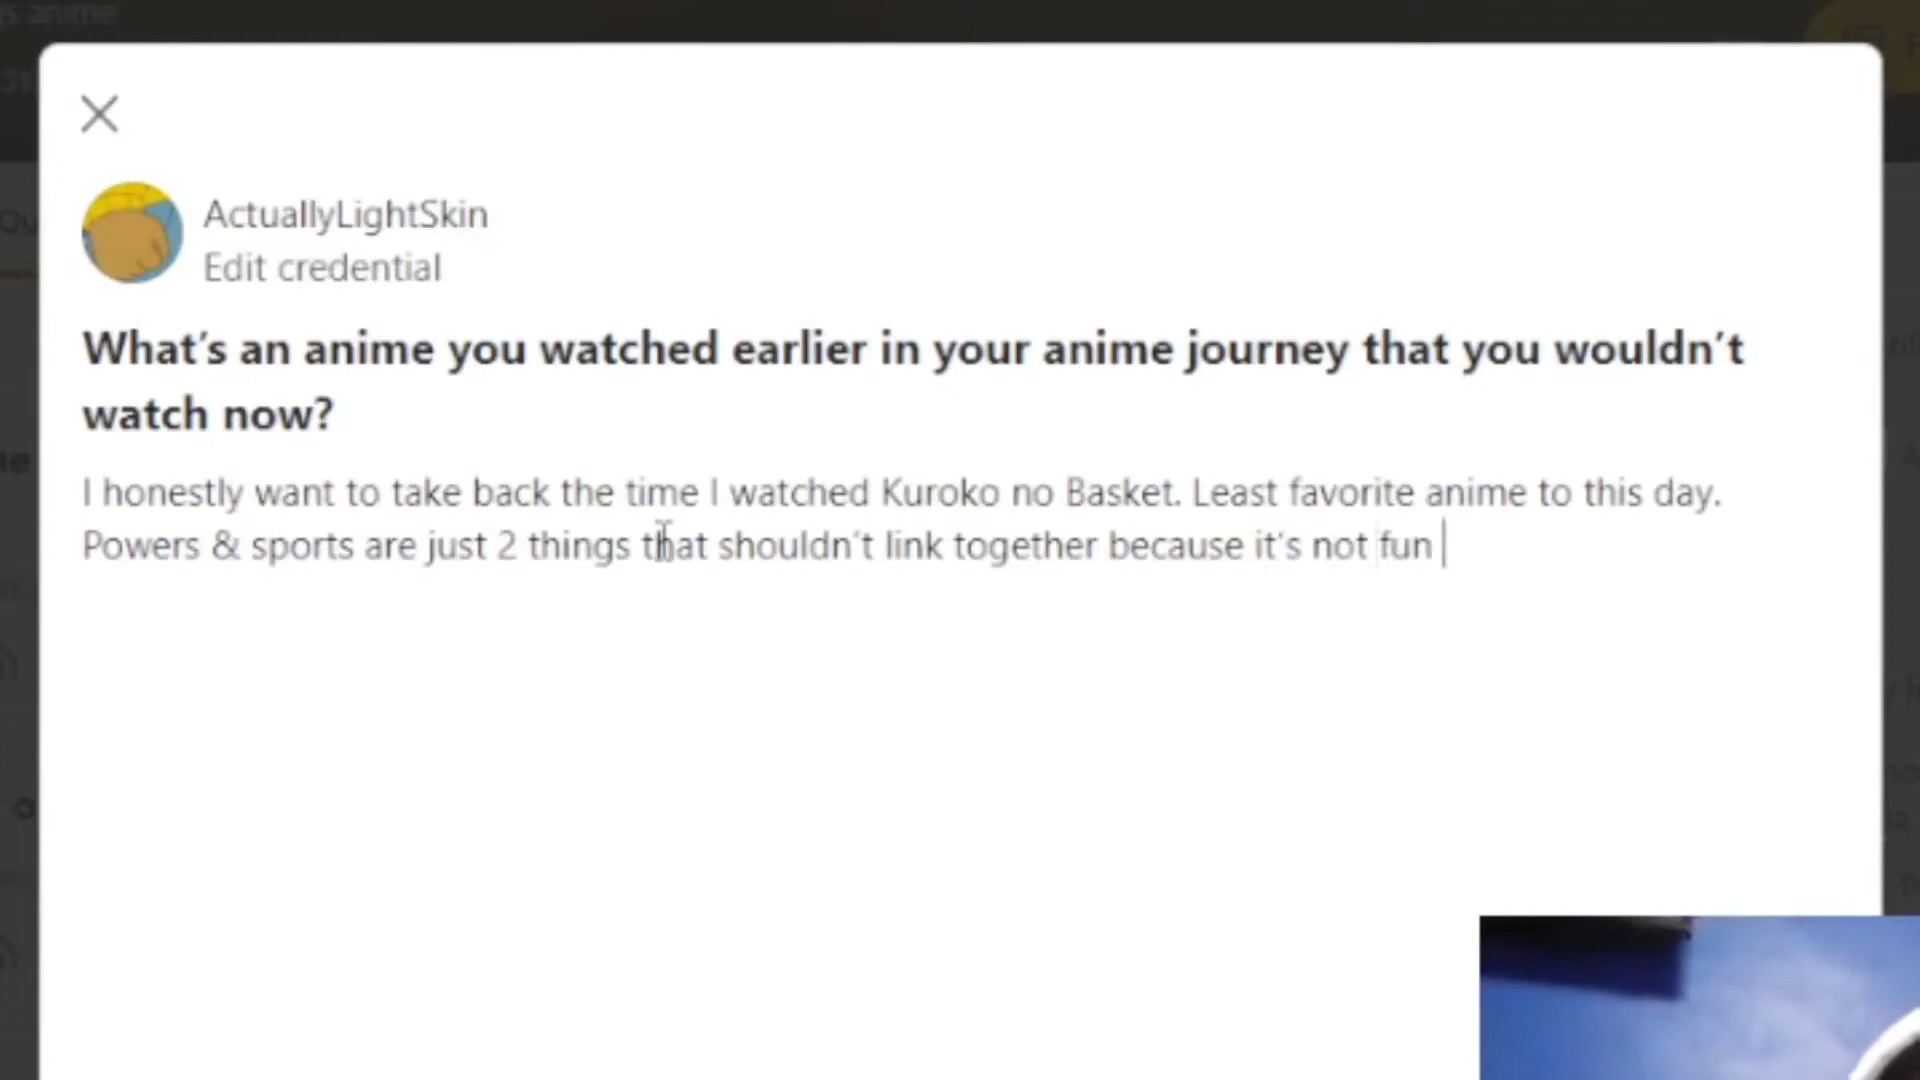 gs anime
ActuallyLightSkin
Edit credential
What's an anime you watched earlier in your anime journey that you wouldn't
watch now?
I honestly want to take back the time I watched Kuroko no Basket. Least favorite anime to this day.
Powers & sports are just 2 things that shouldn't link together because it's not fun